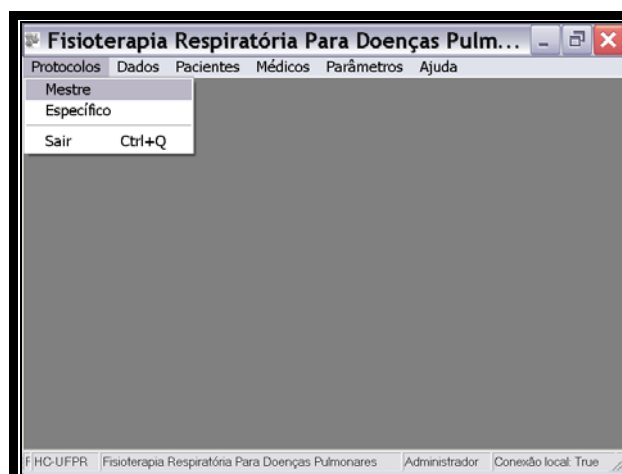 Fisioterapia Respiratória Para Doenças Pulm...
Protocolos Dados Pacientes Médicos Parâmetros Ajuda
Mestre
Específico
Sair Ctrl+Q
F HC-UFPR Fisioterapia Respiratória Para Doenças Pulmonares Administrador Conexão local: True